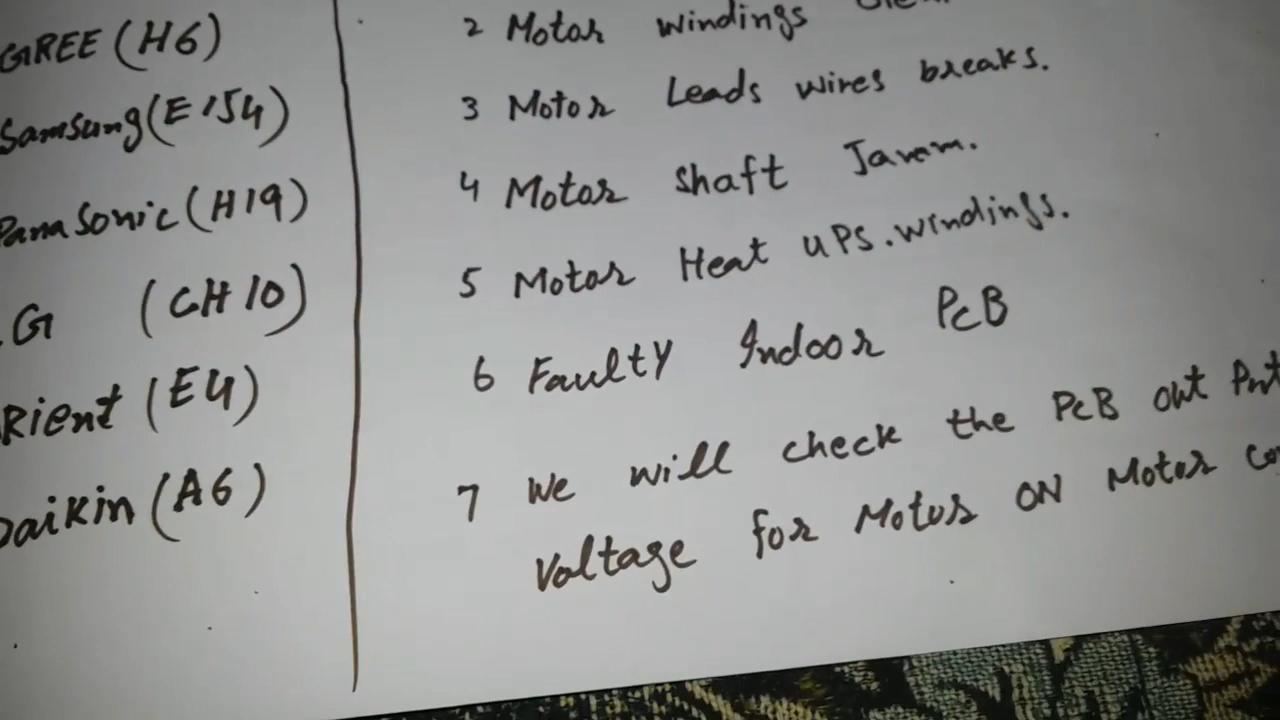 GREE (H6)
Samsung (E154)
Panasonic (H19)
G (CH10)
Rient (E4)
Daikin (A6)
2 Motor windings
3 Motor Leads wires breaks.
4 Motor shaft Jamm.
5 Motor Heat UPS. windings.
6 Faulty Indoor PCB
7 We will check the PCB out Put
Voltage for Motor ON Motor